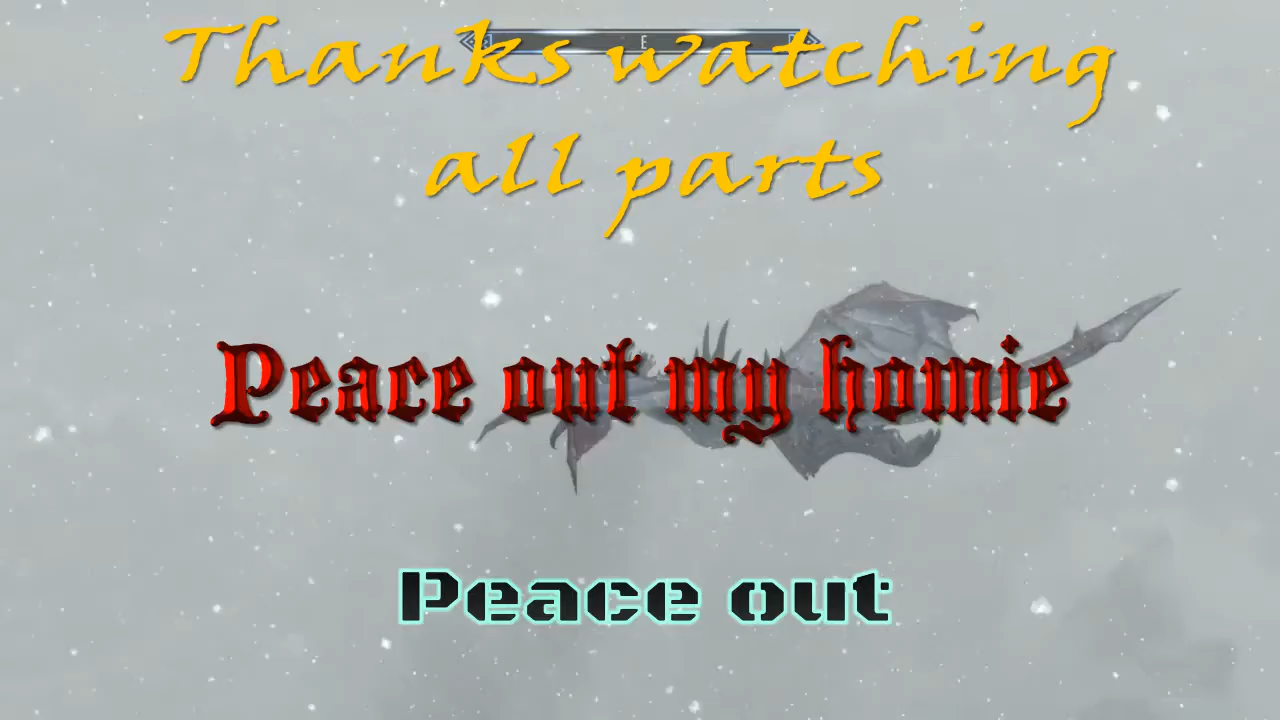 E
Thanks watching
all parts
Peace out my homie
Peace out